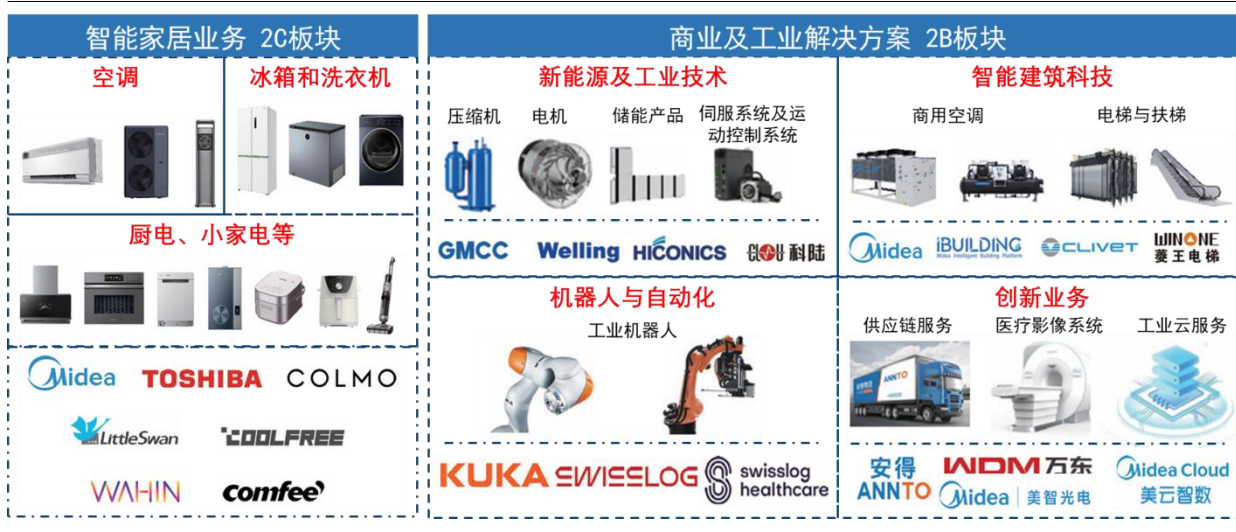 智能家居业务 2C板块
空调
冰箱和洗衣机
厨电、小家电等
Midea
TOSHIBA
COLMO
LittleSwan
COOLFREE
WAHIN
comfee'
商业及工业解决方案 2B板块
新能源及工业技术
压缩机
电机
储能产品
伺服系统及运
动控制系统
GMCC
Welling
HICONICS
CLOU 科陆
智能建筑科技
商用空调
电梯与扶梯
Midea
iBUILDING
Midea Intelligent Building Platform
CLIVET
WINONE
菱王电梯
机器人与自动化
工业机器人
KUKA
SWISSLOG
swisslog
healthcare
创新业务
供应链服务
医疗影像系统
工业云服务
ANNTO
安得
ANNTO
WDM 万东
Midea 美智光电
Midea Cloud
美云智数